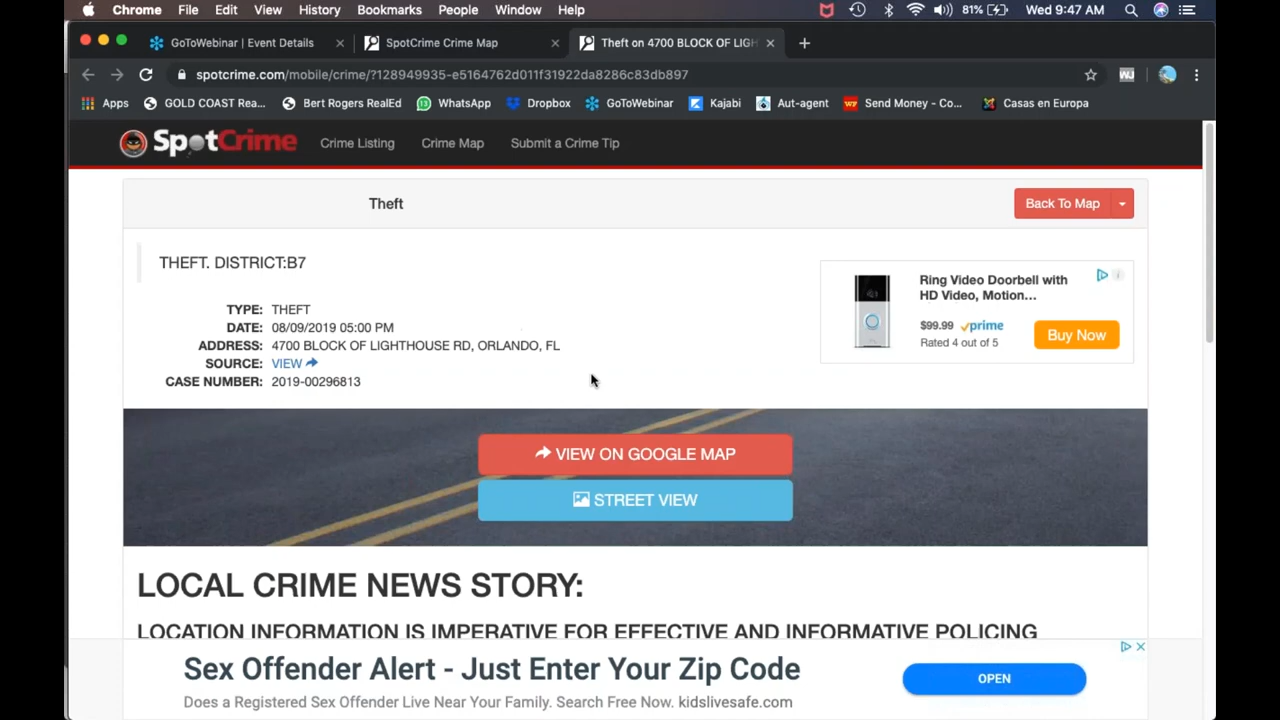 Chrome File Edit View History Bookmarks People Window Help 81% Wed 9:47 AM
GoToWebinar | Event Details SpotCrime Crime Map Theft on 4700 BLOCK OF LIGH
spotcrime.com/mobile/crime/?128949935-e5164762d011f31922da8286c83db897
Apps GOLD COAST Rea... Bert Rogers RealEd WhatsApp Dropbox GoToWebinar Kajabi Aut-agent Send Money - Co... Casas en Europa
SpotCrime Crime Listing Crime Map Submit a Crime Tip
Theft Back To Map
THEFT. DISTRICT:B7
TYPE: THEFT
DATE: 08/09/2019 05:00 PM
ADDRESS: 4700 BLOCK OF LIGHTHOUSE RD, ORLANDO, FL
SOURCE: VIEW
CASE NUMBER: 2019-00296813
Ring Video Doorbell with
HD Video, Motion...
$99.99 prime
Rated 4 out of 5
Buy Now
VIEW ON GOOGLE MAP
STREET VIEW
LOCAL CRIME NEWS STORY:
LOCATION INFORMATION IS IMPERATIVE FOR EFFECTIVE AND INFORMATIVE POLICING
Sex Offender Alert - Just Enter Your Zip Code
Does a Registered Sex Offender Live Near Your Family. Search Free Now. kidslivesafe.com
OPEN